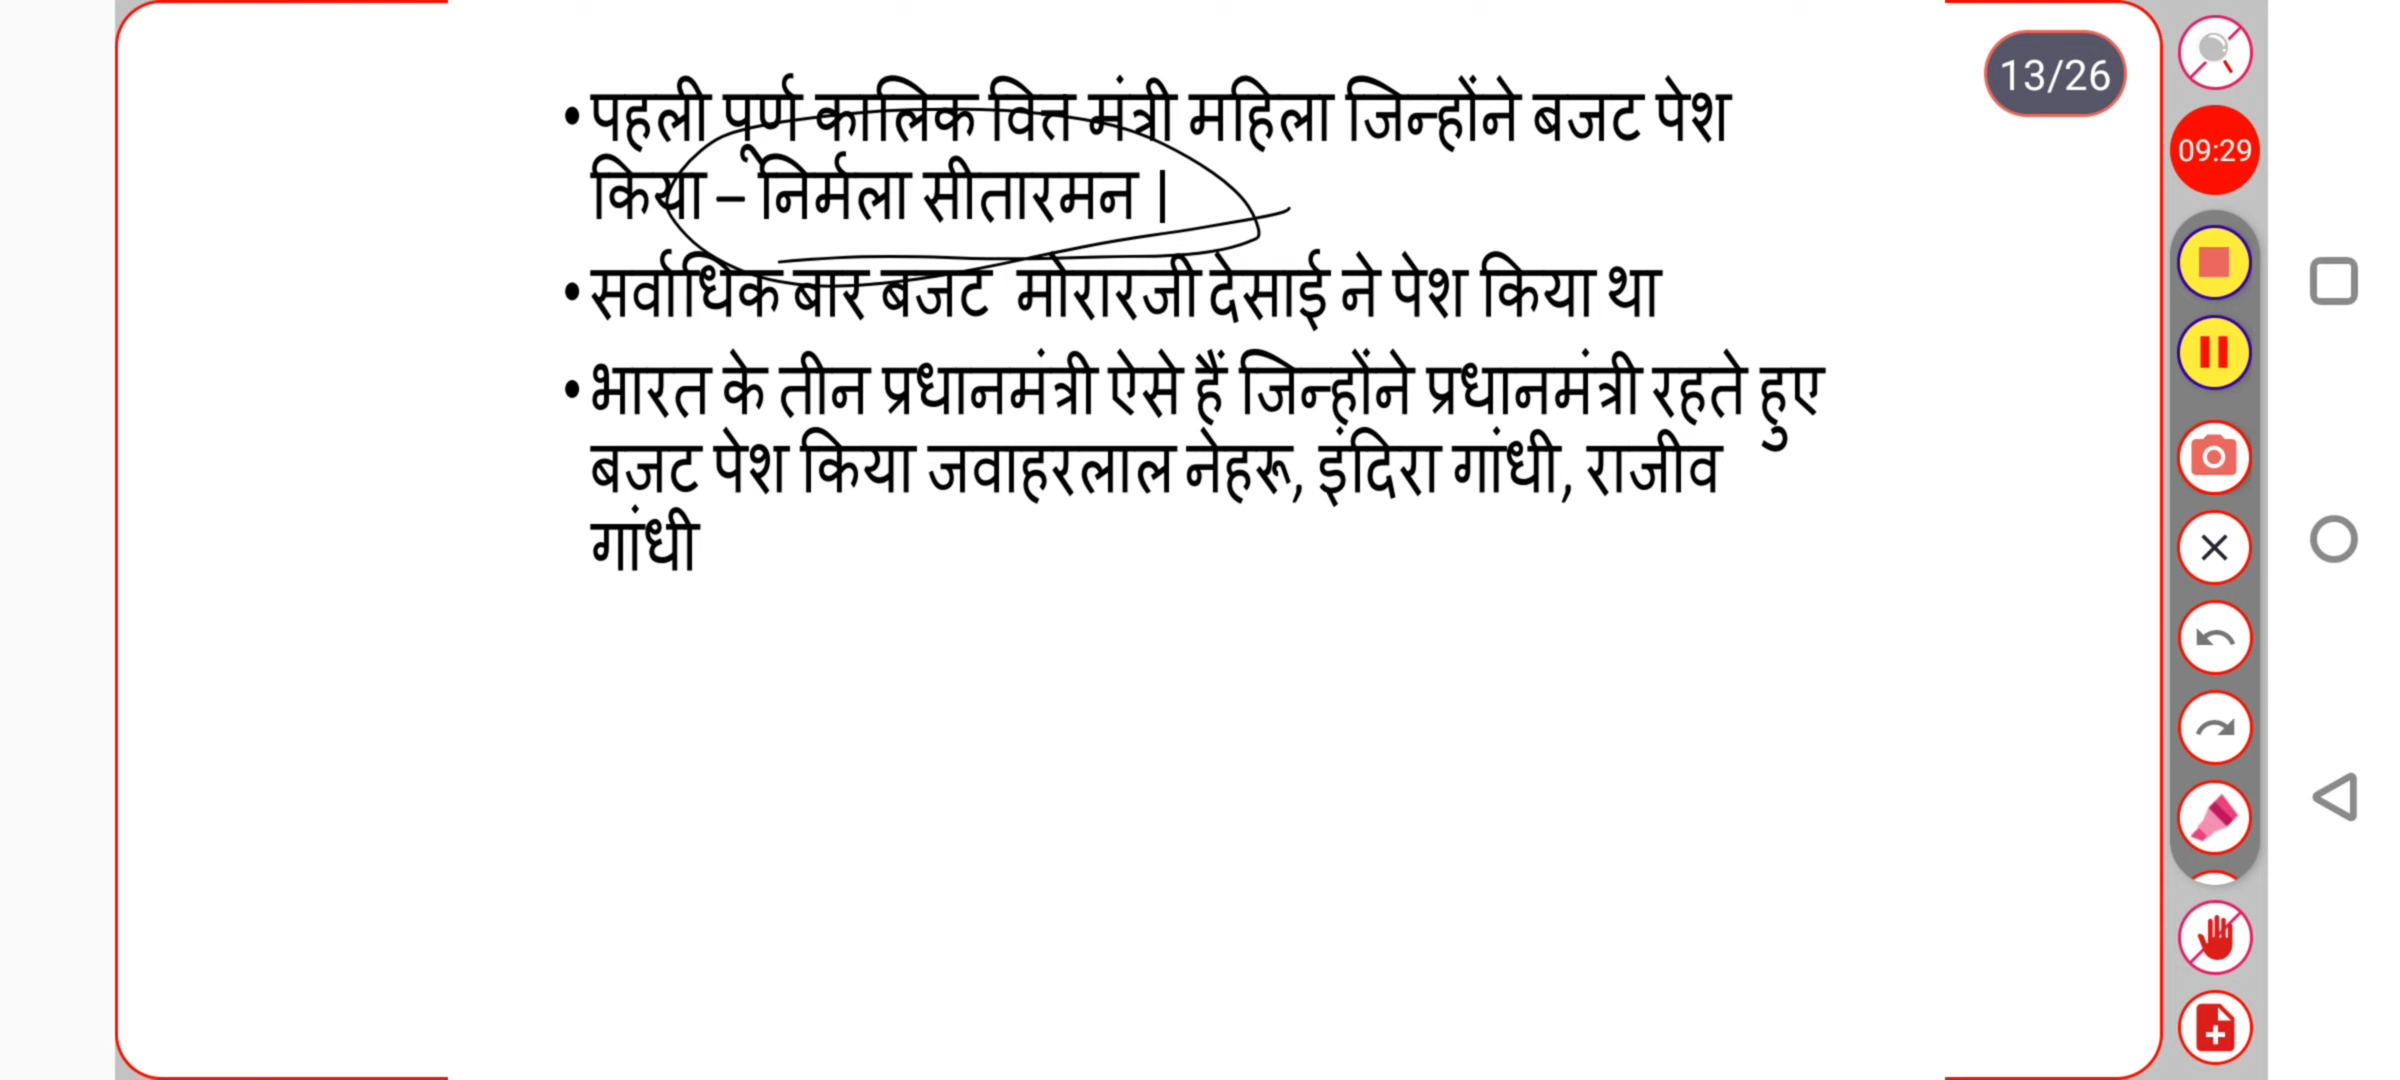 • पहली पूर्ण कालिक वित मंत्री महिला जिन्होंने बजट पेश
किया – निर्मला सीतारमन |
• सर्वाधिक बार बजट मोरारजी देसाई ने पेश किया था
• भारत के तीन प्रधानमंत्री ऐसे हैं जिन्होंने प्रधानमंत्री रहते हुए
बजट पेश किया जवाहरलाल नेहरू, इंदिरा गांधी, राजीव
गांधी
13/26
09:29